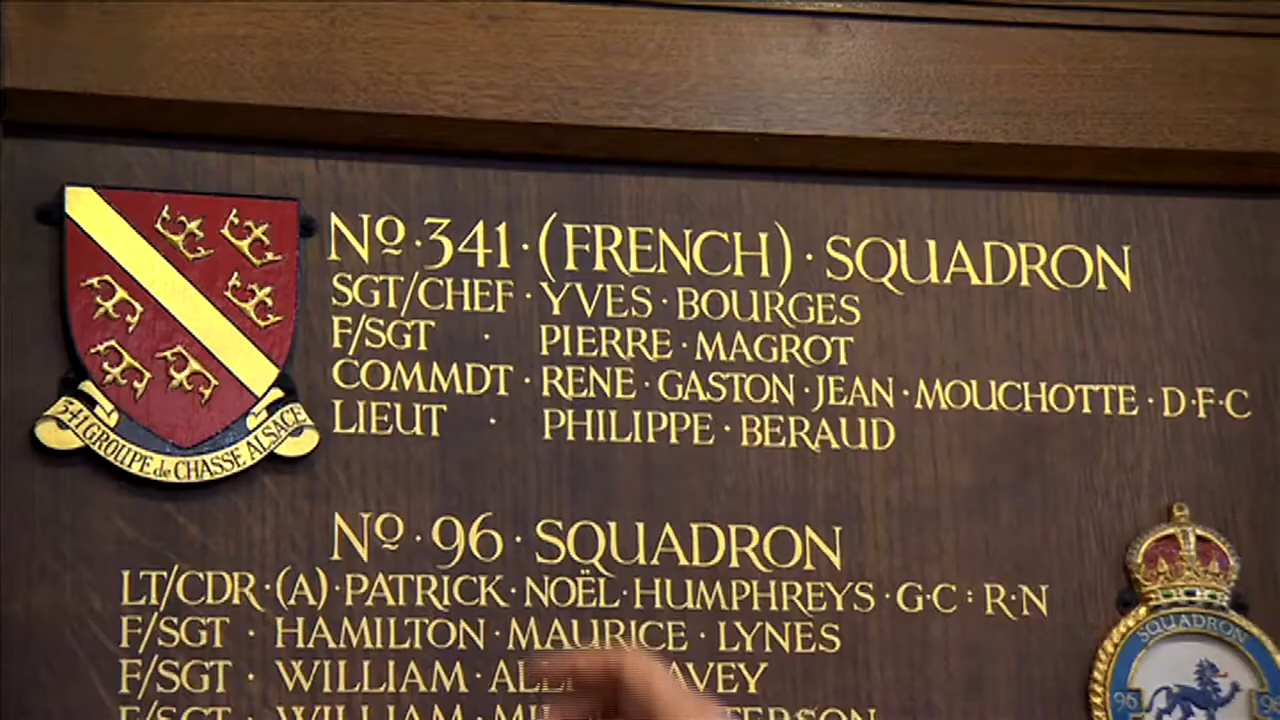 Nº·341·(FRENCH)·SQUADRON
SGT/CHEF·YVES·BOURGES
F/SGT · PIERRE·MAGROT
COMMDT·RENE·GASTON·JEAN·MOUCHOTTE·D·F·C
LIEUT · PHILIPPE·BERAUD
341 GROUPE de CHASSE ALSACE
Nº·96·SQUADRON
LT/CDR·(A)·PATRICK·NOËL·HUMPHREYS·G·C:R·N
F/SGT · HAMILTON·MAURICE·LYNES
F/SGT · WILLIAM
F/SGT · WILLIAM
SQUADRON